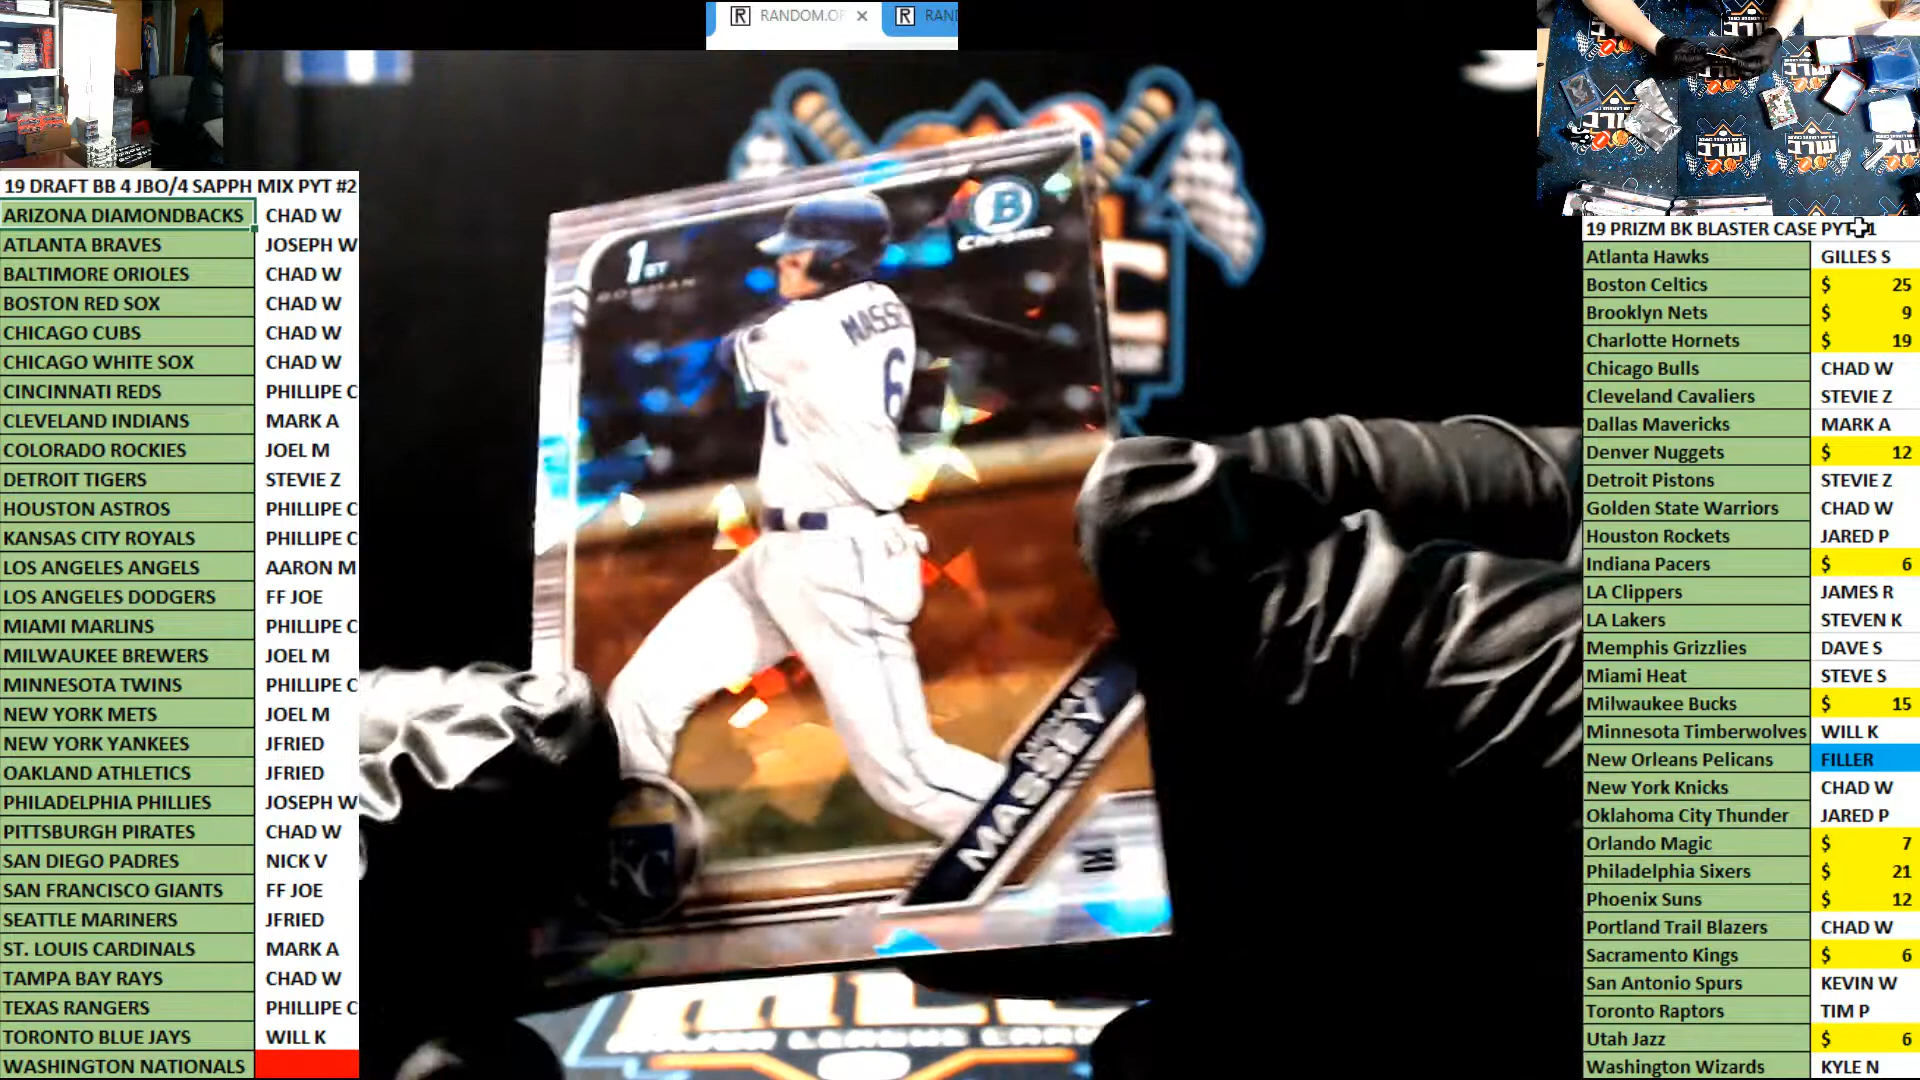 RANDOM.OR
RAND
19 DRAFT BB 4 JBO/4 SAPPH MIX PYT #2
ARIZONA DIAMONDBACKS CHAD W
ATLANTA BRAVES JOSEPH W
BALTIMORE ORIOLES CHAD W
BOSTON RED SOX CHAD W
CHICAGO CUBS CHAD W
CHICAGO WHITE SOX CHAD W
CINCINNATI REDS PHILLIPE C
CLEVELAND INDIANS MARK A
COLORADO ROCKIES JOEL M
DETROIT TIGERS STEVIE Z
HOUSTON ASTROS PHILLIPE C
KANSAS CITY ROYALS PHILLIPE C
LOS ANGELES ANGELS AARON M
LOS ANGELES DODGERS FF JOE
MIAMI MARLINS PHILLIPE C
MILWAUKEE BREWERS JOEL M
MINNESOTA TWINS PHILLIPE C
NEW YORK METS JOEL M
NEW YORK YANKEES JFRIED
OAKLAND ATHLETICS JFRIED
PHILADELPHIA PHILLIES JOSEPH W
PITTSBURGH PIRATES CHAD W
SAN DIEGO PADRES NICK V
SAN FRANCISCO GIANTS FF JOE
SEATTLE MARINERS JFRIED
ST. LOUIS CARDINALS MARK A
TAMPA BAY RAYS CHAD W
TEXAS RANGERS PHILLIPE C
TORONTO BLUE JAYS WILL K
WASHINGTON NATIONALS
1ST
BOWMAN
B
CHROME
MASSE
6
MASSEY
KC
MLC
MAJOR LEAGUE CARDS
19 PRIZM BK BLASTER CASE PYT 1
Atlanta Hawks GILLES S
Boston Celtics $ 25
Brooklyn Nets $ 9
Charlotte Hornets $ 19
Chicago Bulls CHAD W
Cleveland Cavaliers STEVIE Z
Dallas Mavericks MARK A
Denver Nuggets $ 12
Detroit Pistons STEVIE Z
Golden State Warriors CHAD W
Houston Rockets JARED P
Indiana Pacers $ 6
LA Clippers JAMES R
LA Lakers STEVEN K
Memphis Grizzlies DAVE S
Miami Heat STEVE S
Milwaukee Bucks $ 15
Minnesota Timberwolves WILL K
New Orleans Pelicans FILLER
New York Knicks CHAD W
Oklahoma City Thunder JARED P
Orlando Magic $ 7
Philadelphia Sixers $ 21
Phoenix Suns $ 12
Portland Trail Blazers CHAD W
Sacramento Kings $ 6
San Antonio Spurs KEVIN W
Toronto Raptors TIM P
Utah Jazz $ 6
Washington Wizards KYLE N